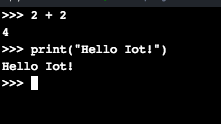 >>> 2 + 2
4
>>> print("Hello Iot!")
Hello Iot!
>>>